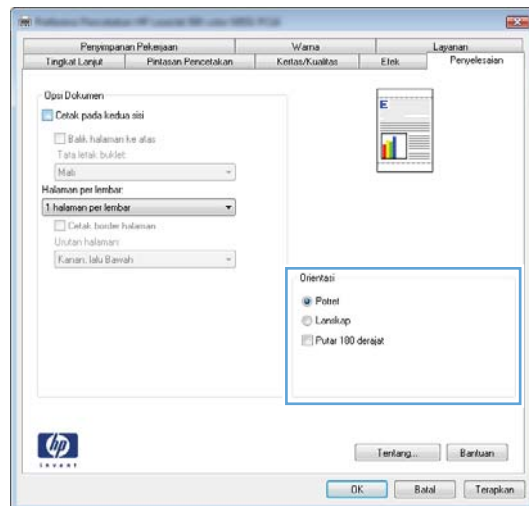 Penyimpanan Pekerjaan Warna Layanan
Tingkat Lanjut Pintasan Pencetakan Kertas/Kualitas Efek Penyelesaian
Opsi Dokumen
Cetak pada kedua sisi
Balik halaman ke atas
Tata letak buklet:
Mati
Halaman per lembar:
1 halaman per lembar
Cetak border halaman
Urutan halaman:
Kanan, lalu Bawah
E
Orientasi
Potret
Lanskap
Putar 180 derajat
hp
invent
Tentang... Bantuan
OK Batal Terapkan